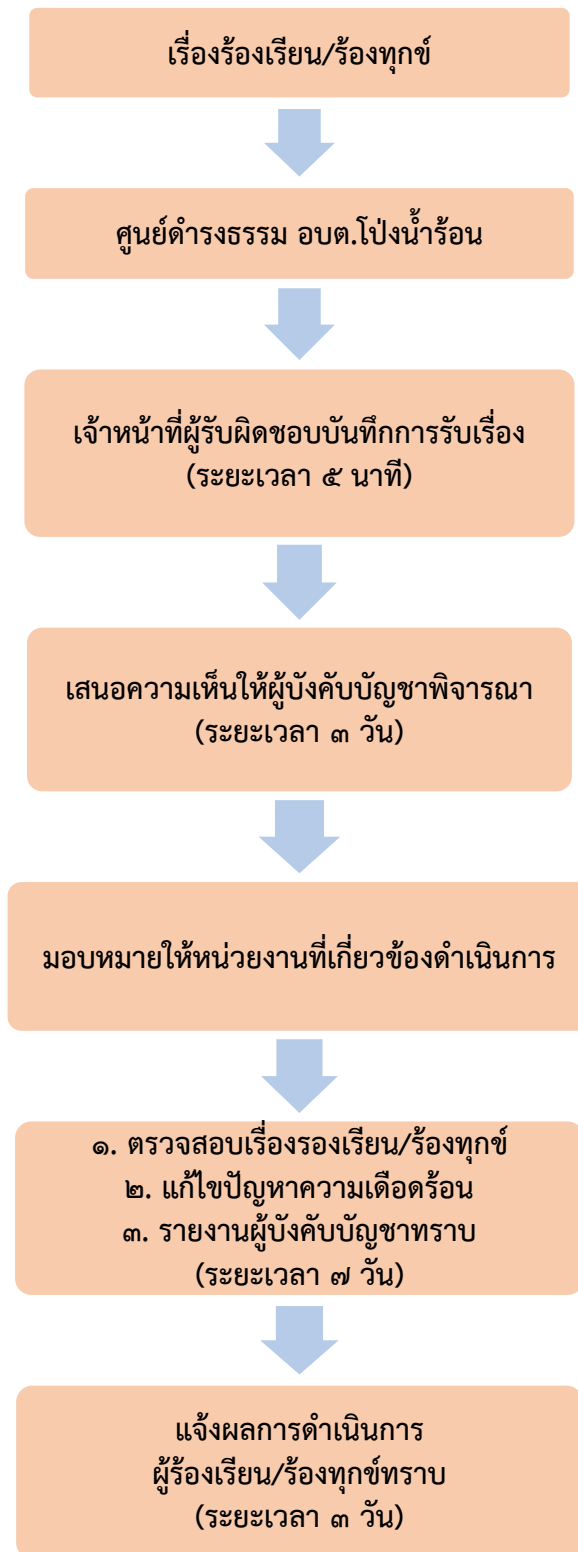 เรื่องร้องเรียน/ร้องทุกข์
ศูนย์ดำรงธรรม อบต.โป่งน้ำร้อน
เจ้าหน้าที่ผู้รับผิดชอบบันทึกการรับเรื่อง
(ระยะเวลา ๕ นาที)
เสนอความเห็นให้ผู้บังคับบัญชาพิจารณา
(ระยะเวลา ๓ วัน)
มอบหมายให้หน่วยงานที่เกี่ยวข้องดำเนินการ
๑. ตรวจสอบเรื่องรองเรียน/ร้องทุกข์
๒. แก้ไขปัญหาความเดือดร้อน
๓. รายงานผู้บังคับบัญชาทราบ
(ระยะเวลา ๗ วัน)
แจ้งผลการดำเนินการ
ผู้ร้องเรียน/ร้องทุกข์ทราบ
(ระยะเวลา ๓ วัน)